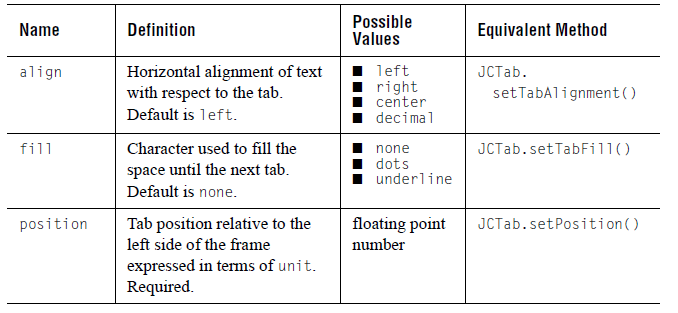 Name Definition Possible Values Equivalent Method
align Horizontal alignment of text ■ left JCTab.
with respect to the tab. ■ right setTabAlignment()
Default is left. ■ center
■ decimal
fill Character used to fill the ■ none JCTab.setTabFill()
space until the next tab. ■ dots
Default is none. ■ underline
position Tab position relative to the floating point JCTab.setPosition()
left side of the frame number
expressed in terms of unit.
Required.